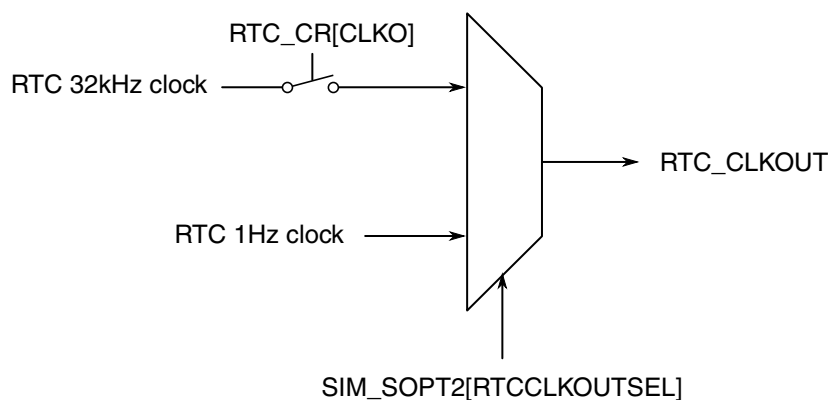 RTC_CR[CLKO]
RTC 32kHz clock
RTC_CLKOUT
RTC 1Hz clock
SIM_SOPT2[RTCCLKOUTSEL]